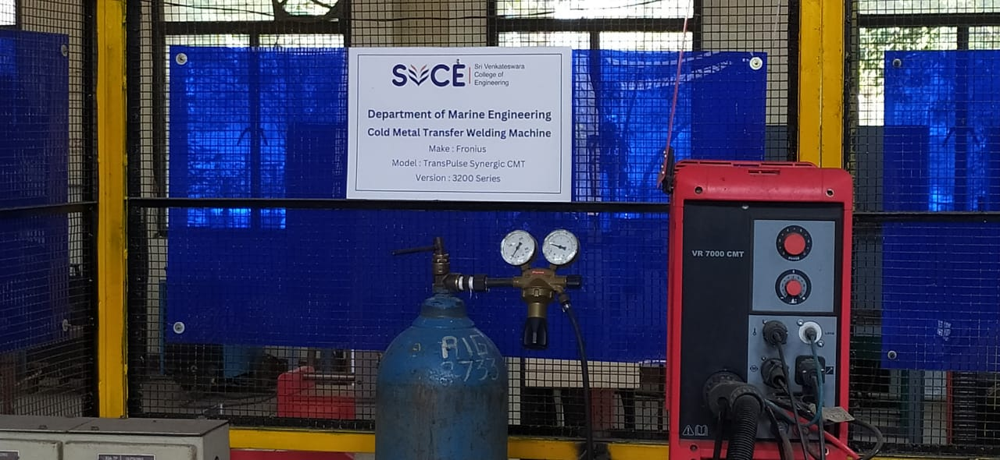 SVCE
Sri Venkateswara
College of
Engineering
Department of Marine Engineering
Cold Metal Transfer Welding Machine
Make : Fronius
Model : TransPulse Synergic CMT
Version : 3200 Series
VR 7000 CMT
2733